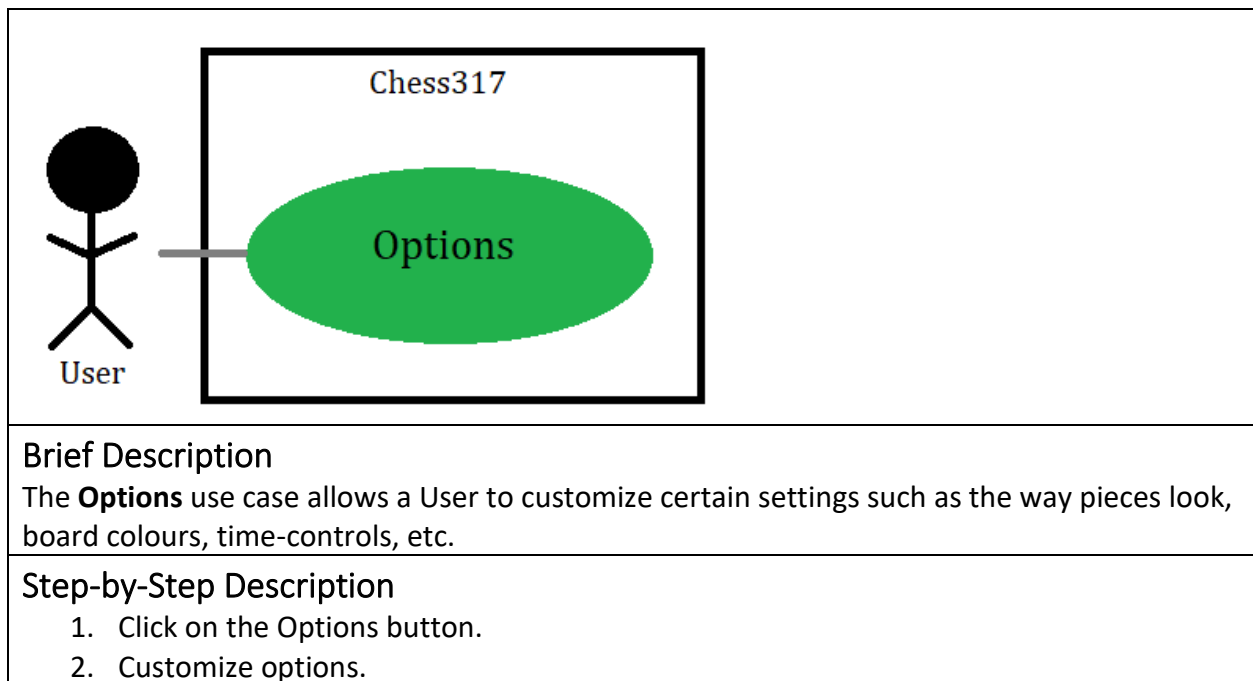 Chess317
Options
User
Brief Description
The Options use case allows a User to customize certain settings such as the way pieces look,
board colours, time-controls, etc.
Step-by-Step Description
1. Click on the Options button.
2. Customize options.